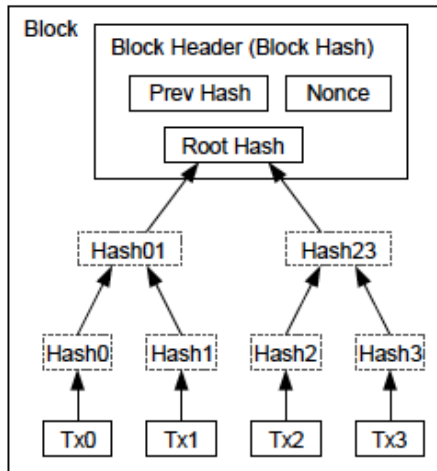 Block
Block Header (Block Hash)
Prev Hash Nonce
Root Hash
Hash01 Hash23
Hash0 Hash1 Hash2 Hash3
Tx0 Tx1 Tx2 Tx3